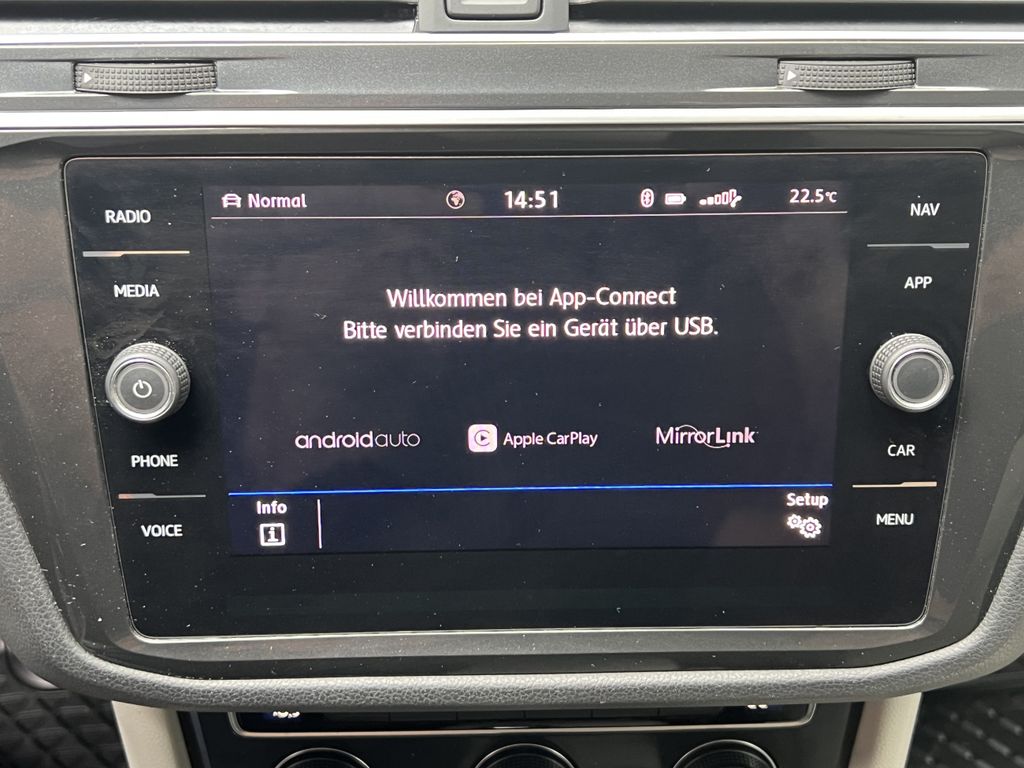 Normal 14:51 22.5°C
RADIO
MEDIA
PHONE
VOICE
Willkommen bei App-Connect
Bitte verbinden Sie ein Gerät über USB.
androidauto Apple CarPlay MirrorLink
Info Setup
NAV
APP
CAR
MENU